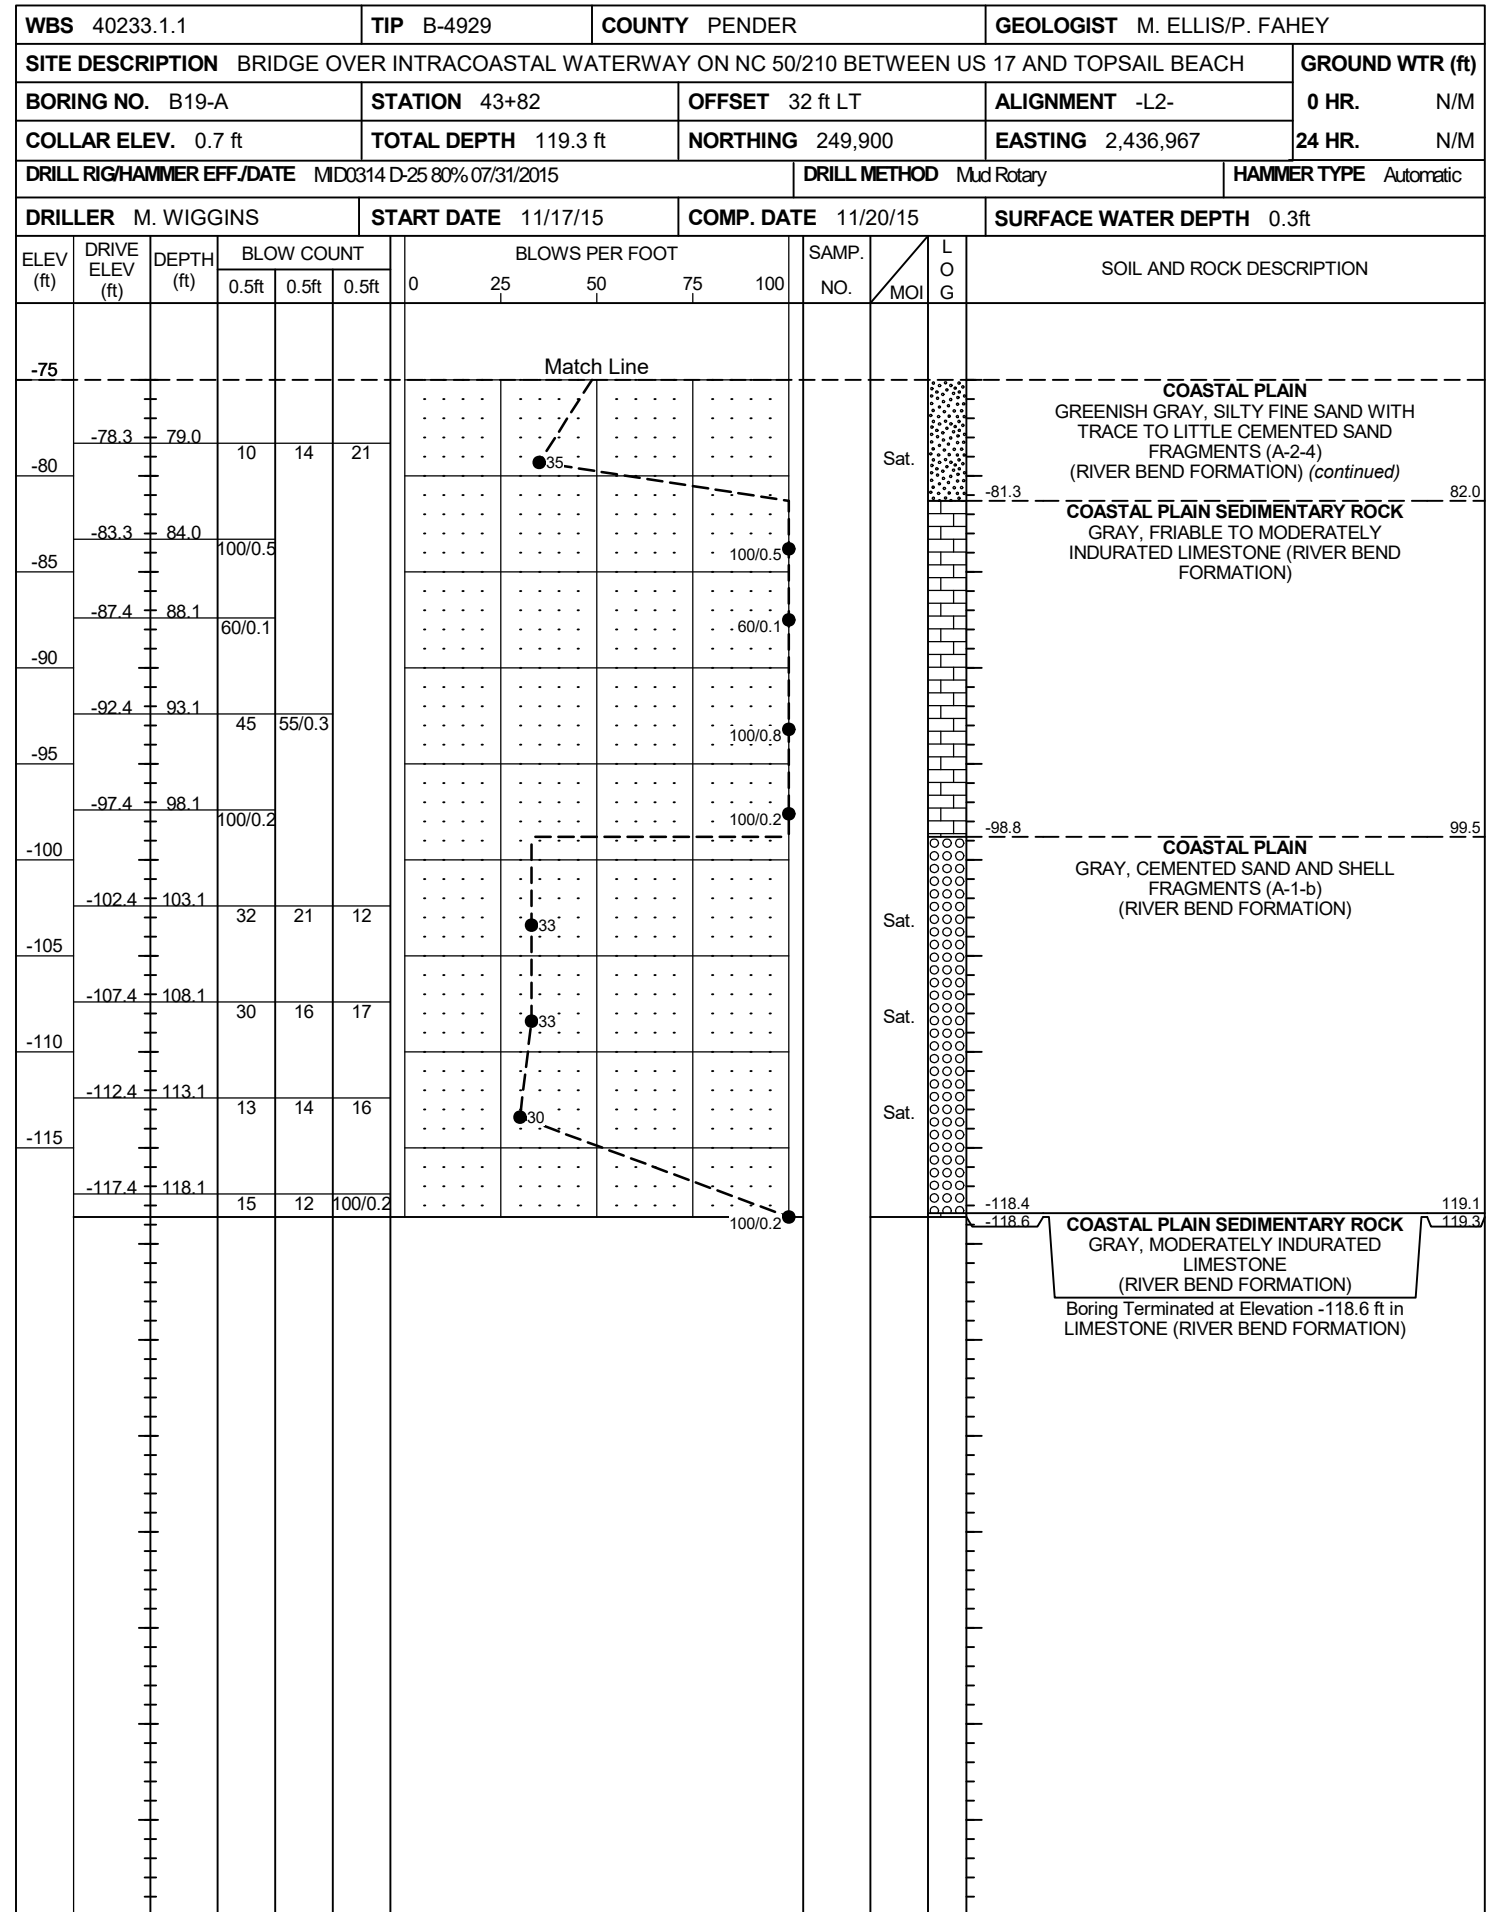 WBS 40233.1.1 TIP B-4929 COUNTY PENDER GEOLOGIST M. ELLIS/P. FAHEY
SITE DESCRIPTION BRIDGE OVER INTRACOASTAL WATERWAY ON NC 50/210 BETWEEN US 17 AND TOPSAIL BEACH GROUND WTR (ft)
BORING NO. B19-A STATION 43+82 OFFSET 32 ft LT ALIGNMENT -L2- 0 HR. N/M
COLLAR ELEV. 0.7 ft TOTAL DEPTH 119.3 ft NORTHING 249,900 EASTING 2,436,967 24 HR. N/M
DRILL RIG/HAMMER EFF./DATE MID0314 D-25 80% 07/31/2015 DRILL METHOD Mud Rotary HAMMER TYPE Automatic
DRILLER M. WIGGINS START DATE 11/17/15 COMP. DATE 11/20/15 SURFACE WATER DEPTH 0.3ft
ELEV (ft) DRIVE ELEV (ft) DEPTH (ft) BLOW COUNT BLOWS PER FOOT SAMP. NO. MOI LOG SOIL AND ROCK DESCRIPTION
0.5ft 0.5ft 0.5ft 0 25 50 75 100
Match Line
-75
COASTAL PLAIN
GREENISH GRAY, SILTY FINE SAND WITH
TRACE TO LITTLE CEMENTED SAND
FRAGMENTS (A-2-4)
(RIVER BEND FORMATION) (continued)
-78.3 79.0 10 14 21 35 Sat.
-80
-81.3 82.0
COASTAL PLAIN SEDIMENTARY ROCK
GRAY, FRIABLE TO MODERATELY
INDURATED LIMESTONE (RIVER BEND
FORMATION)
-83.3 84.0 100/0.5 100/0.5
-85
-87.4 88.1 60/0.1 60/0.1
-90
-92.4 93.1 45 55/0.3 100/0.8
-95
-97.4 98.1 100/0.2 100/0.2
-98.8 99.5
-100
COASTAL PLAIN
GRAY, CEMENTED SAND AND SHELL
FRAGMENTS (A-1-b)
(RIVER BEND FORMATION)
-102.4 103.1 32 21 12 33 Sat.
-105
-107.4 108.1 30 16 17 33 Sat.
-110
-112.4 113.1 13 14 16 30 Sat.
-115
-117.4 118.1 15 12 100/0.2 100/0.2
-118.4 119.1
-118.6 119.3
COASTAL PLAIN SEDIMENTARY ROCK
GRAY, MODERATELY INDURATED
LIMESTONE
(RIVER BEND FORMATION)
Boring Terminated at Elevation -118.6 ft in
LIMESTONE (RIVER BEND FORMATION)